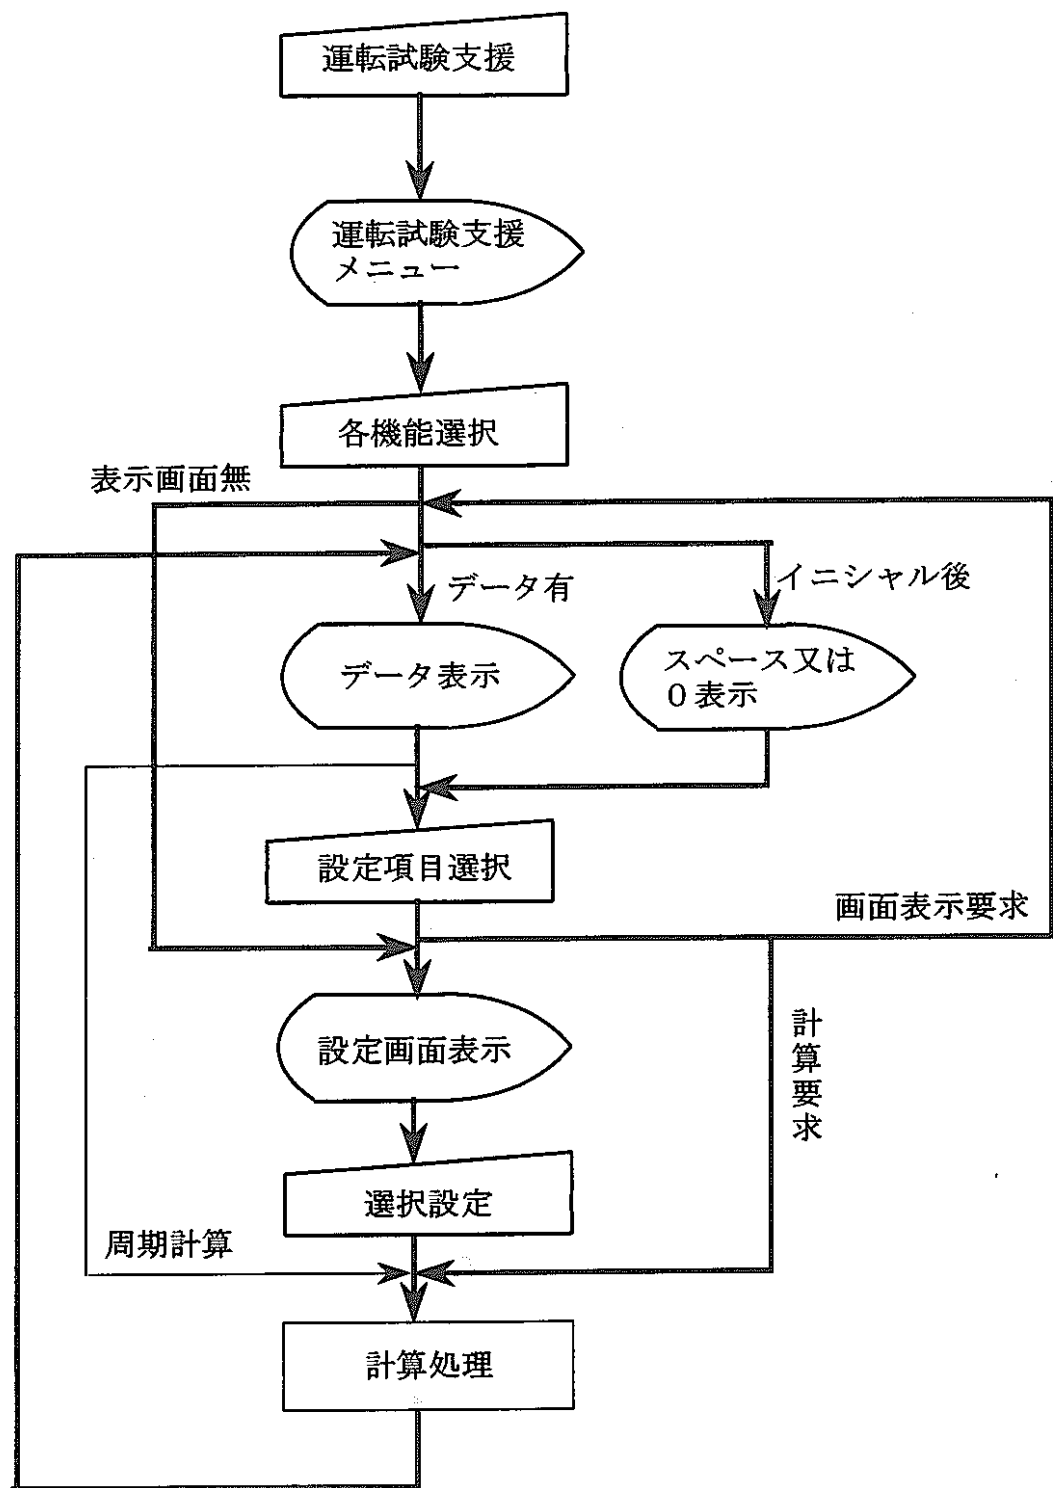 運転試験支援
運転試験支援
メニュー
各機能選択
表示画面無
データ有
イニシャル後
データ表示
スペース又は
0表示
設定項目選択
画面表示要求
設定画面表示
計算要求
選択設定
周期計算
計算処理